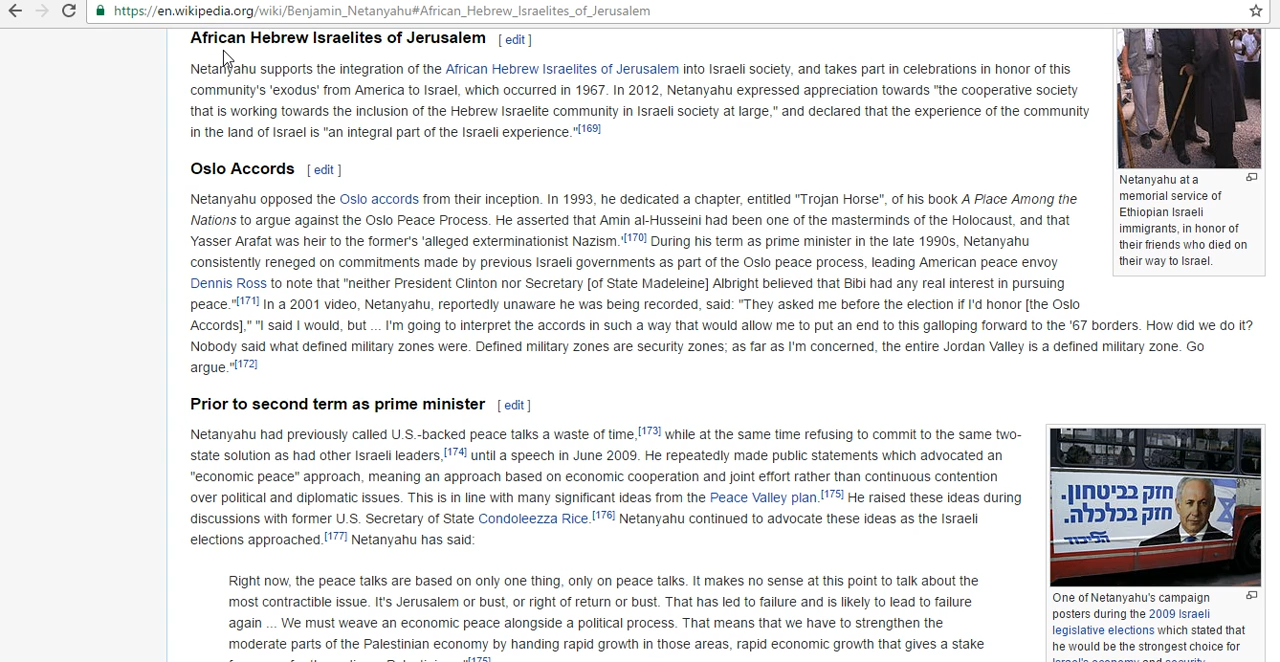 https://en.wikipedia.org/wiki/Benjamin_Netanyahu#African_Hebrew_Israelites_of_Jerusalem
African Hebrew Israelites of Jerusalem [ edit ]
Netanyahu supports the integration of the African Hebrew Israelites of Jerusalem into Israeli society, and takes part in celebrations in honor of this
community's 'exodus' from America to Israel, which occurred in 1967. In 2012, Netanyahu expressed appreciation towards "the cooperative society
that is working towards the inclusion of the Hebrew Israelite community in Israeli society at large," and declared that the experience of the community
in the land of Israel is "an integral part of the Israeli experience."[169]
Netanyahu at a
memorial service of
Ethiopian Israeli
immigrants, in honor of
their friends who died on
their way to Israel.
Oslo Accords [ edit ]
Netanyahu opposed the Oslo accords from their inception. In 1993, he dedicated a chapter, entitled "Trojan Horse", of his book A Place Among the
Nations to argue against the Oslo Peace Process. He asserted that Amin al-Husseini had been one of the masterminds of the Holocaust, and that
Yasser Arafat was heir to the former's 'alleged exterminationist Nazism.'[170] During his term as prime minister in the late 1990s, Netanyahu
consistently reneged on commitments made by previous Israeli governments as part of the Oslo peace process, leading American peace envoy
Dennis Ross to note that "neither President Clinton nor Secretary [of State Madeleine] Albright believed that Bibi had any real interest in pursuing
peace."[171] In a 2001 video, Netanyahu, reportedly unaware he was being recorded, said: "They asked me before the election if I'd honor [the Oslo
Accords]," "I said I would, but ... I'm going to interpret the accords in such a way that would allow me to put an end to this galloping forward to the '67 borders. How did we do it?
Nobody said what defined military zones were. Defined military zones are security zones; as far as I'm concerned, the entire Jordan Valley is a defined military zone. Go
argue."[172]
Prior to second term as prime minister [ edit ]
Netanyahu had previously called U.S.-backed peace talks a waste of time,[173] while at the same time refusing to commit to the same two-
state solution as had other Israeli leaders,[174] until a speech in June 2009. He repeatedly made public statements which advocated an
"economic peace" approach, meaning an approach based on economic cooperation and joint effort rather than continuous contention
over political and diplomatic issues. This is in line with many significant ideas from the Peace Valley plan.[175] He raised these ideas during
discussions with former U.S. Secretary of State Condoleezza Rice.[176] Netanyahu continued to advocate these ideas as the Israeli
elections approached.[177] Netanyahu has said:
Right now, the peace talks are based on only one thing, only on peace talks. It makes no sense at this point to talk about the
most contractible issue. It's Jerusalem or bust, or right of return or bust. That has led to failure and is likely to lead to failure
again ... We must weave an economic peace alongside a political process. That means that we have to strengthen the
moderate parts of the Palestinian economy by handing rapid growth in those areas, rapid economic growth that gives a stake
[175]
חזק בביטחון.
חזק בכלכלה.
הליכוד
One of Netanyahu's campaign
posters during the 2009 Israeli
legislative elections which stated that
he would be the strongest choice for
Israel's economy and security